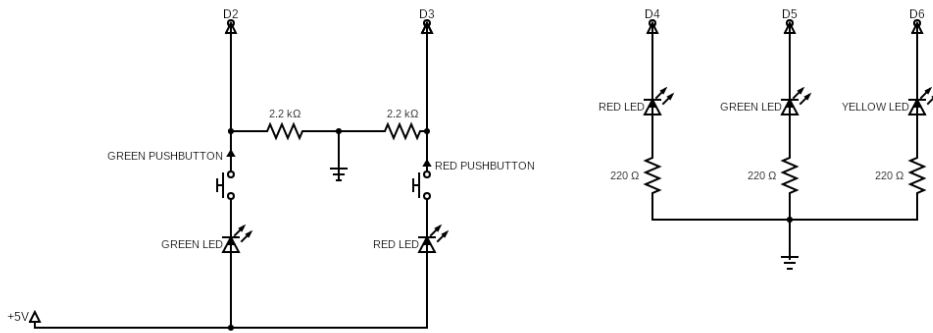 D2
D3
D4
D5
D6
2.2 kΩ
2.2 kΩ
RED LED
GREEN LED
YELLOW LED
GREEN PUSHBUTTON
RED PUSHBUTTON
220 Ω
220 Ω
220 Ω
GREEN LED
RED LED
+5V